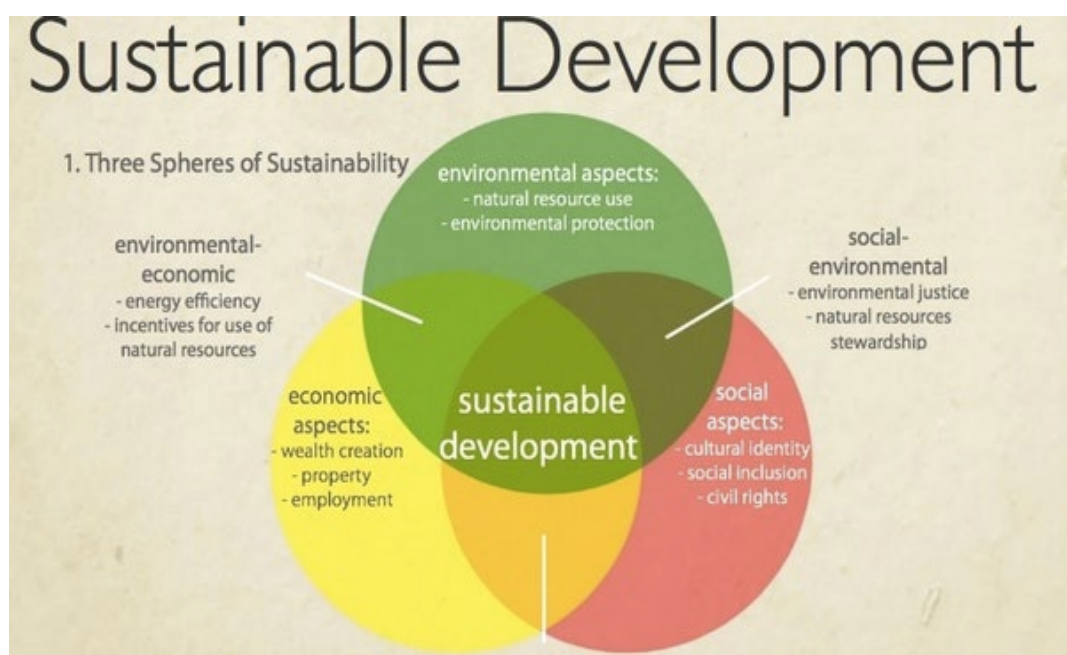 Sustainable Development
1. Three Spheres of Sustainability
environmental aspects:
- natural resource use
- environmental protection
environmental-
economic
- energy efficiency
- incentives for use of
natural resources
social-
environmental
- environmental justice
- natural resources
stewardship
economic
aspects:
- wealth creation
- property
- employment
sustainable
development
social
aspects:
- cultural identity
- social inclusion
- civil rights